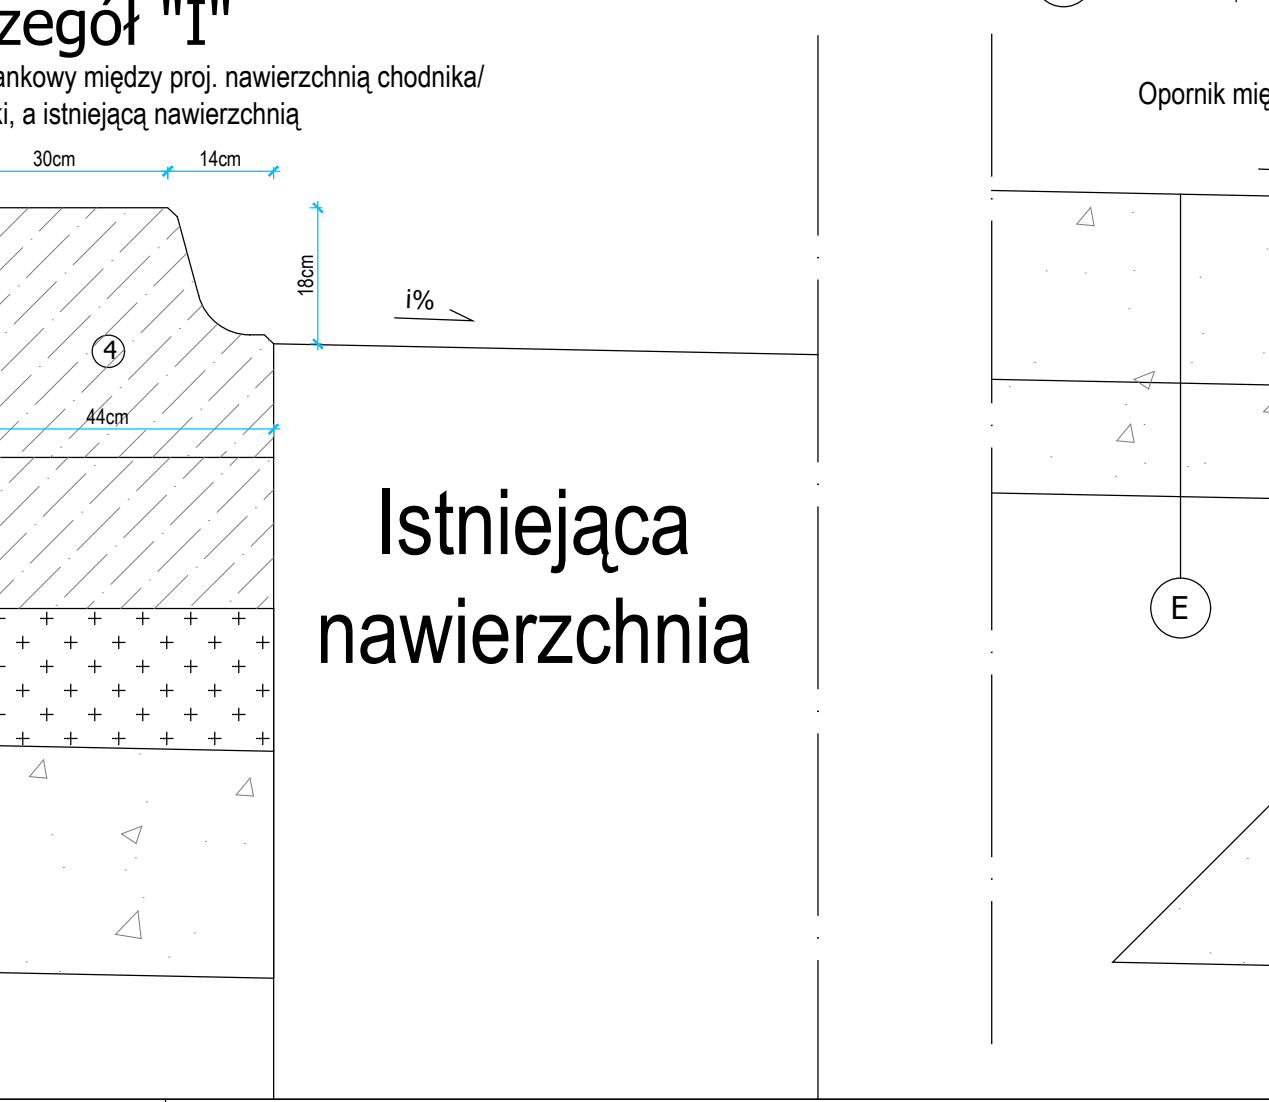 zegół "I"
ankowy między proj. nawierzchnią chodnika/
ki, a istniejącą nawierzchnią
Opornik mię
30cm
14cm
18cm
i%
4
44cm
Istniejąca
nawierzchnia
E